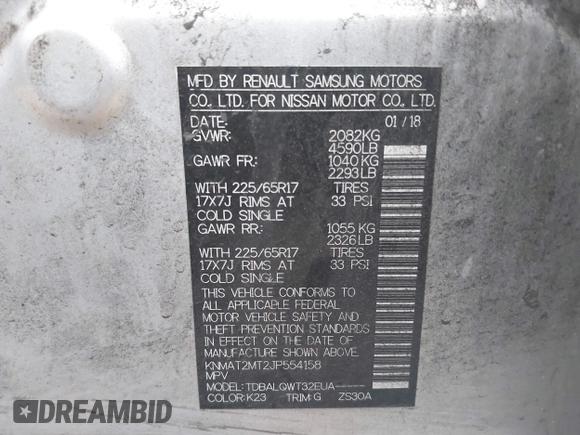 MFD BY RENAULT SAMSUNG MOTORS
CO., LTD. FOR NISSAN MOTOR CO., LTD.
DATE: 01/18
GVWR: 2082KG
4590LB
GAWR FR: 1040KG
2293LB
WITH 225/65R17 TIRES
17X7J RIMS AT 33 PSI
COLD SINGLE
GAWR RR: 1055 KG
2326LB
WITH 225/65R17 TIRES
17X7J RIMS AT 33 PSI
COLD SINGLE
THIS VEHICLE CONFORMS TO
ALL APPLICABLE FEDERAL
MOTOR VEHICLE SAFETY AND
THEFT PREVENTION STANDARDS
IN EFFECT ON THE DATE OF
MANUFACTURE SHOWN ABOVE.
KNMAT2MT2JP554158
MPV
MODEL: TDBALQWT32EUA-----
COLOR:K23 TRIM:G ZS30A
DREAMBID